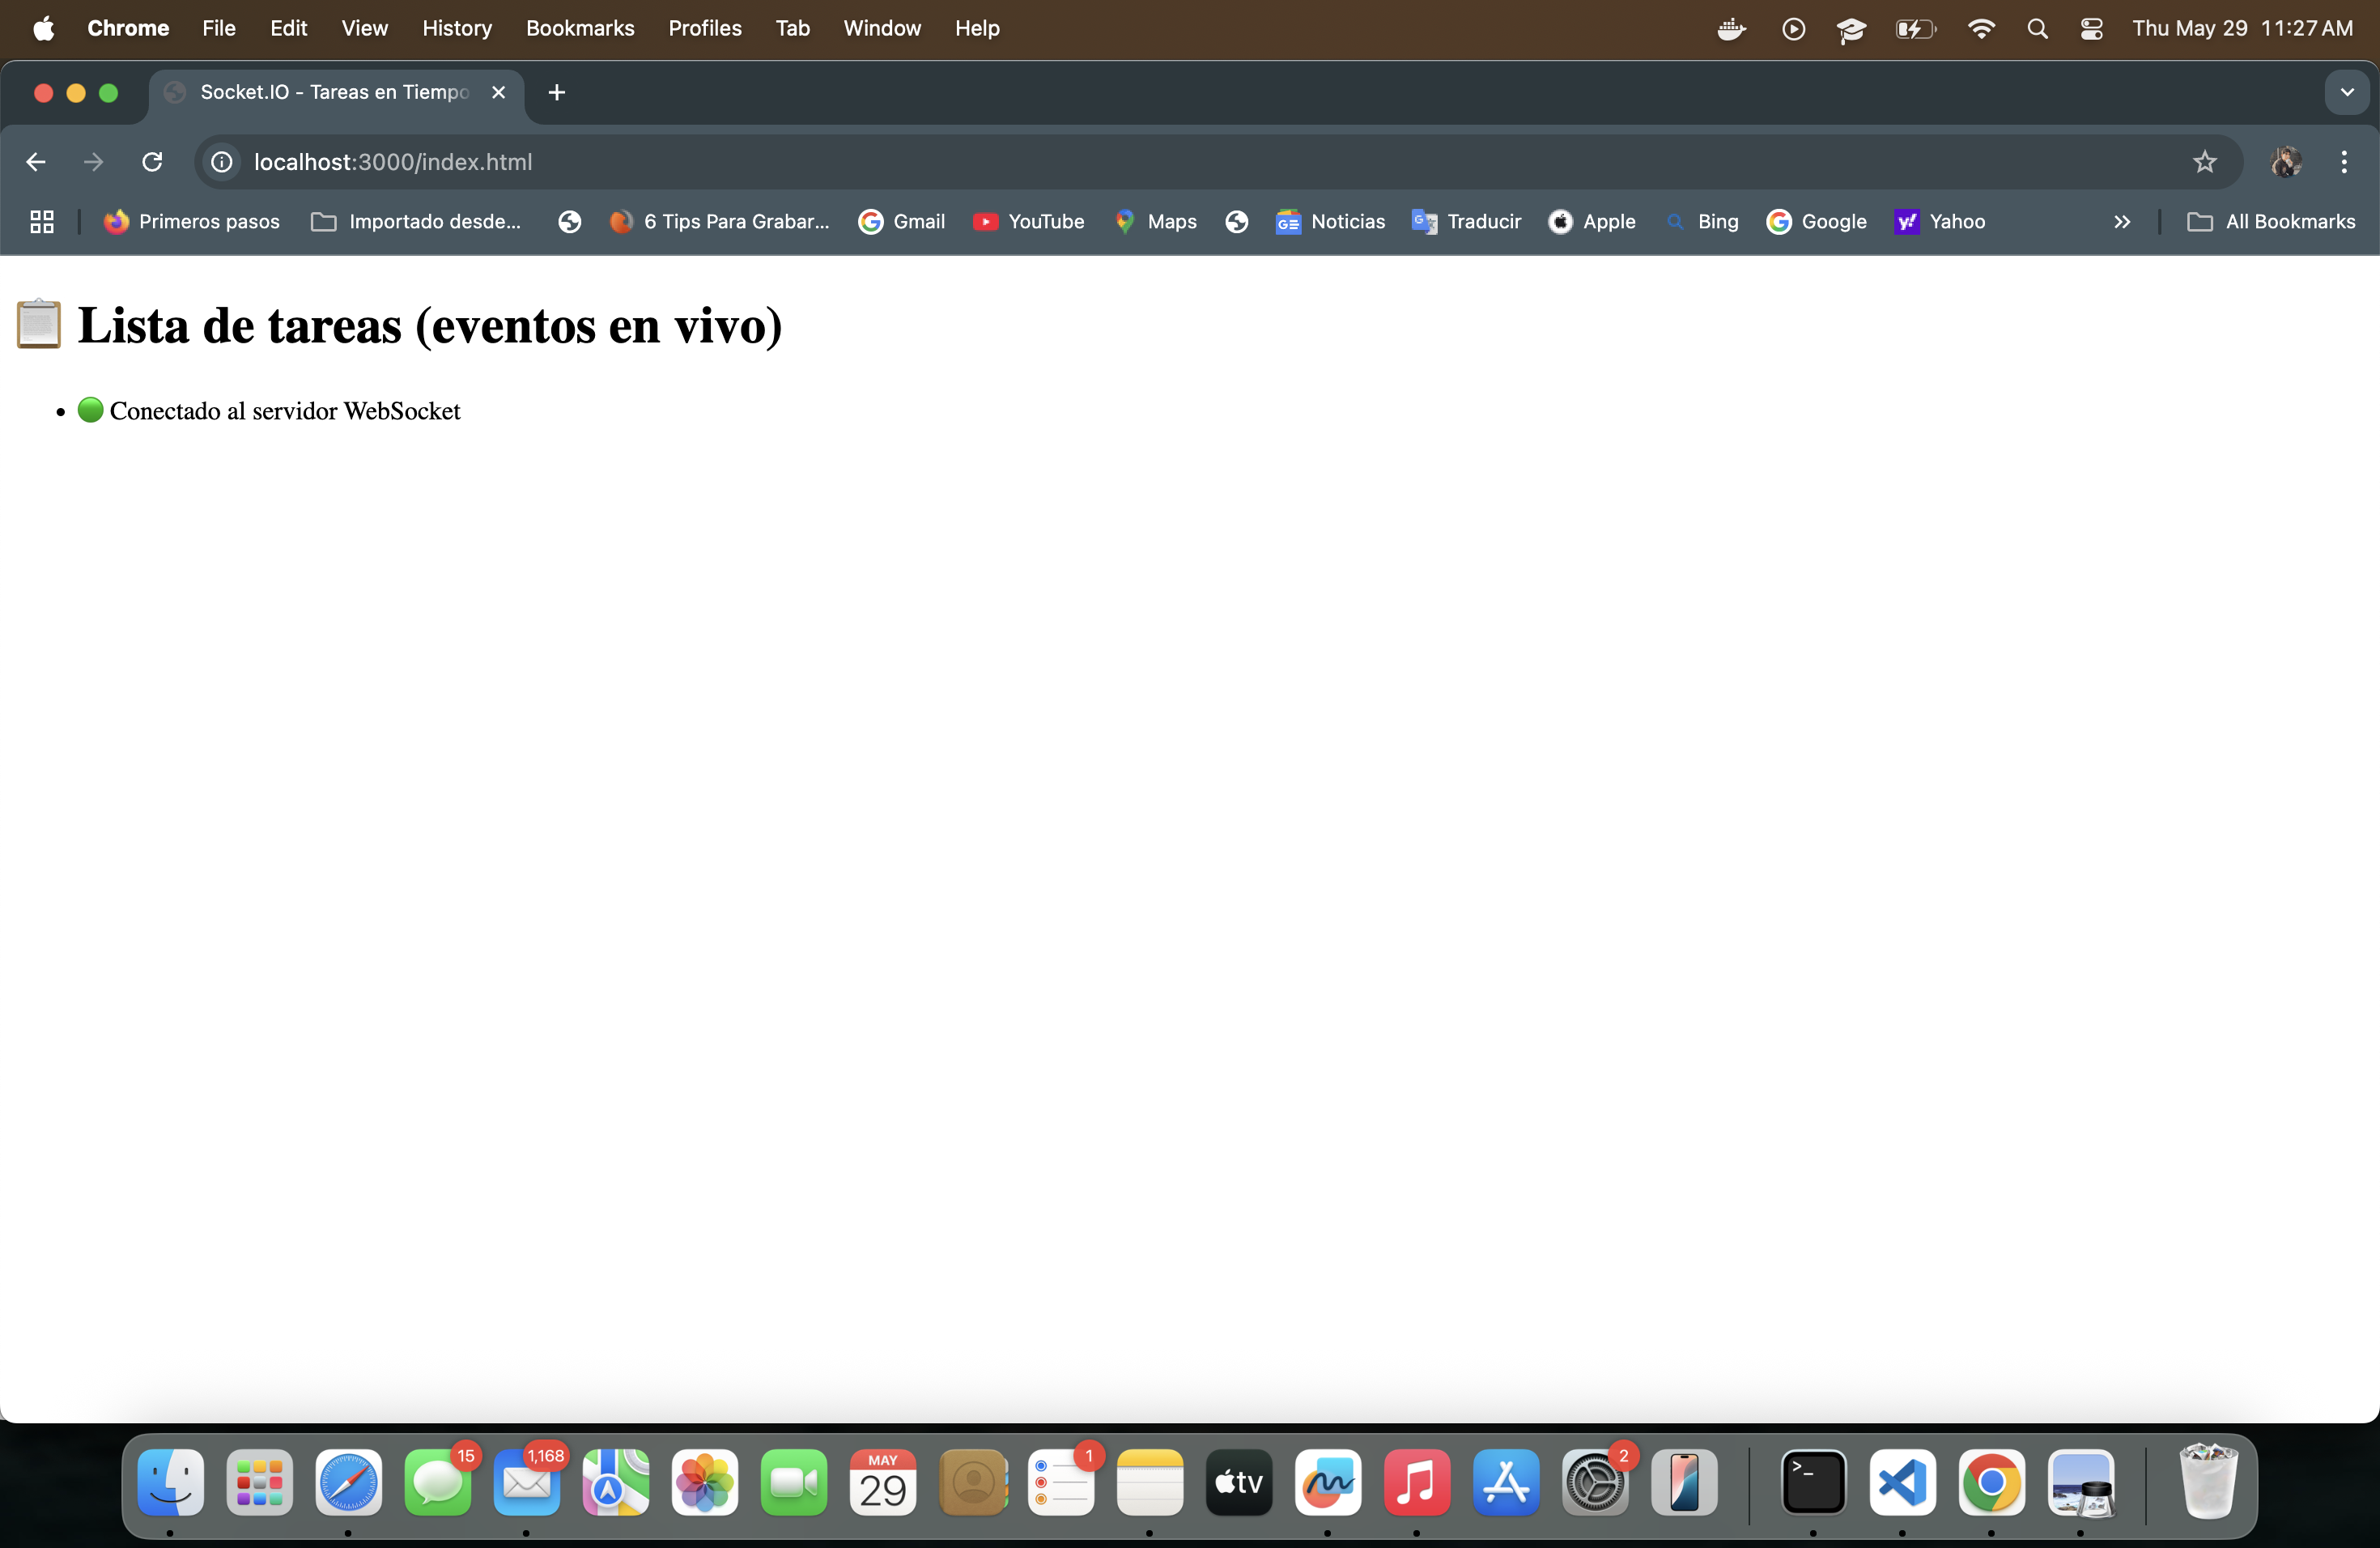 Chrome File Edit View History Bookmarks Profiles Tab Window Help Thu May 29 11:27 AM
Socket.IO - Tareas en Tiempo
localhost:3000/index.html
Primeros pasos Importado desde... 6 Tips Para Grabar... Gmail YouTube Maps Noticias Traducir Apple Bing Google Yahoo All Bookmarks
📋 Lista de tareas (eventos en vivo)
• 🟢 Conectado al servidor WebSocket
15 1,168 MAY 1 2
29 tv